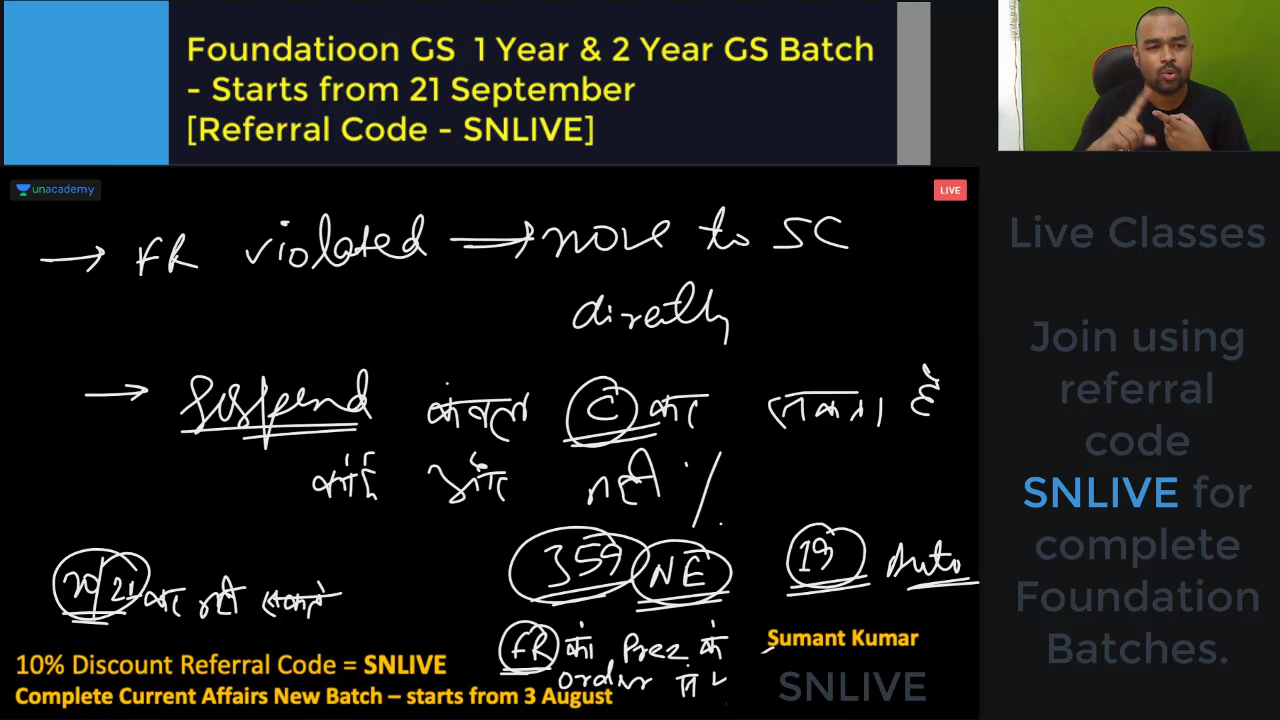 Foundatioon GS 1 Year & 2 Year GS Batch
- Starts from 21 September
[Referral Code - SNLIVE]
unacademy
LIVE
→ FR violated → move to SC
directly
→ Suspend केवल C कर सकता है
कोई और नहीं
359 NE 19 Auto
20/21 का नहीं सकते
FR को Prez के
order से
Sumant Kumar
SNLIVE
10% Discount Referral Code = SNLIVE
Complete Current Affairs New Batch – starts from 3 August
Live Classes
Join using
referral
code
SNLIVE for
complete
Foundation
Batches.